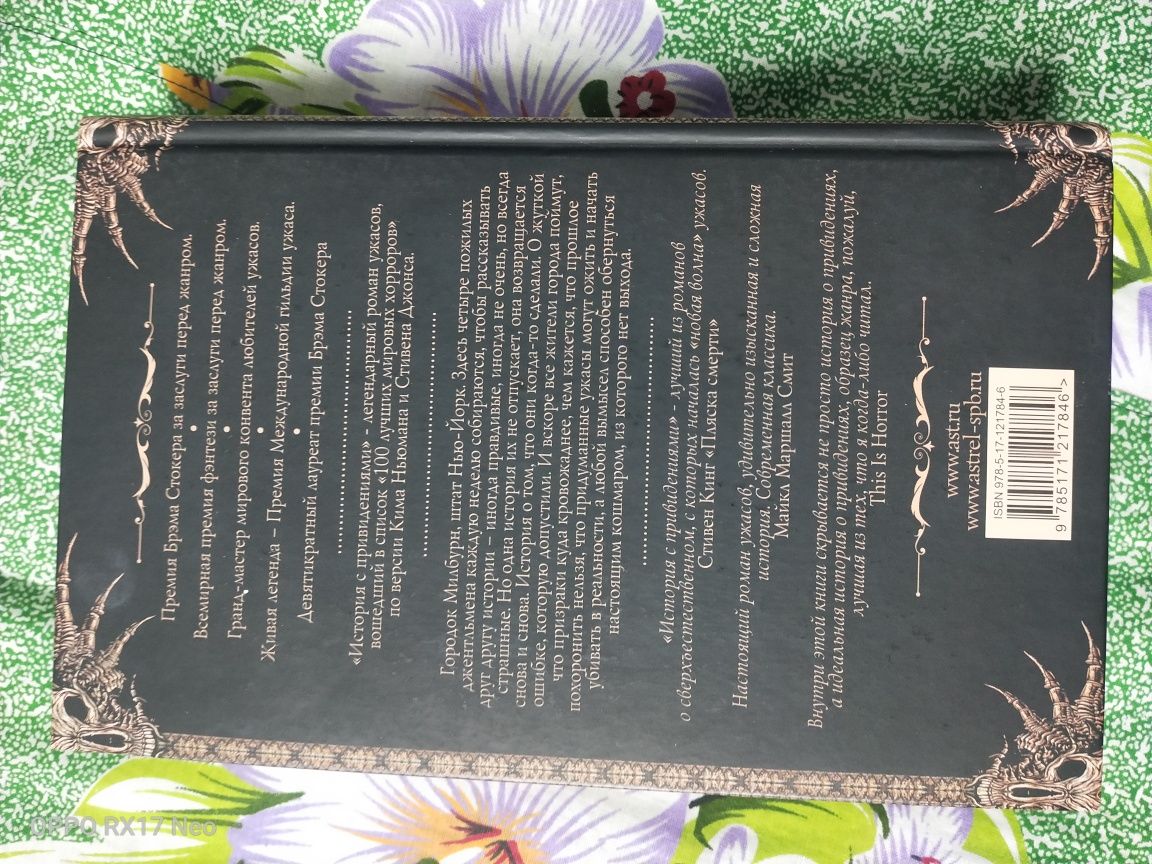 Премия Брэма Стокера за заслуги перед жанром.
•
Всемирная премия фэнтези за заслуги перед жанром.
•
Гранд-мастер мирового конвента любителей ужасов.
•
Живая легенда – Премия Международной гильдии ужаса.
•
Девятикратный лауреат премии Брэма Стокера
«История с привидениями» - легендарный роман ужасов,
вошедший в список «100 лучших мировых хорроров»
по версии Кима Ньюмана и Стивена Джонса.
Городок Милбурн, штат Нью-Йорк. Здесь четыре пожилых
джентльмена каждую неделю собираются, чтобы рассказывать
друг другу истории – иногда правдивые, иногда не очень, но всегда
страшные. Но одна история их не отпускает, она возвращается
снова и снова. История о том, что они когда-то сделали. О жуткой
ошибке, которую допустили. И вскоре все жители города поймут,
что призраки куда кровожаднее, чем кажется, что прошлое
похоронить нельзя, что придуманные ужасы могут ожить и начать
убивать в реальности, а любой вымысел способен обернуться
настоящим кошмаром, из которого нет выхода.
«История с привидениями» - лучший из романов
о сверхъестественном, с которых началась «новая волна» ужасов.
Стивен Кинг «Пляска смерти»
Настоящий роман ужасов, удивительно изысканная и сложная
история. Современная классика.
Майкл Маршалл Смит
Внутри этой книги скрывается не просто история о привидениях,
а идеальная история о привидениях, образец жанра, пожалуй,
лучшая из тех, что я когда-либо читал.
This Is Horror
www.ast.ru
www.astrel-spb.ru
ISBN 978-5-17-121784-6
9 785171 217846 >
OPPO RX17 Neo